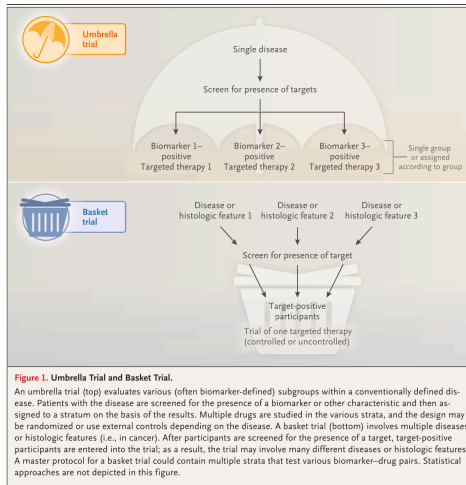 Umbrella
trial
Single disease
Screen for presence of targets
Biomarker 1–
positive
Targeted therapy 1
Biomarker 2–
positive
Targeted therapy 2
Biomarker 3–
positive
Targeted therapy 3
Single group
or assigned
according to group
Basket
trial
Disease or
histologic feature 1
Disease or
histologic feature 2
Disease or
histologic feature 3
Screen for presence of target
Target-positive
participants
Trial of one targeted therapy
(controlled or uncontrolled)
Figure 1. Umbrella Trial and Basket Trial.
An umbrella trial (top) evaluates various (often biomarker-defined) subgroups within a conventionally defined dis-
ease. Patients with the disease are screened for the presence of a biomarker or other characteristic and then as-
signed to a stratum on the basis of the results. Multiple drugs are studied in the various strata, and the design may
be randomized or use external controls depending on the disease. A basket trial (bottom) involves multiple diseases
or histologic features (i.e., in cancer). After participants are screened for the presence of a target, target-positive
participants are entered into the trial; as a result, the trial may involve many different diseases or histologic features
A master protocol for a basket trial could contain multiple strata that test various biomarker–drug pairs. Statistical
approaches are not depicted in this figure.